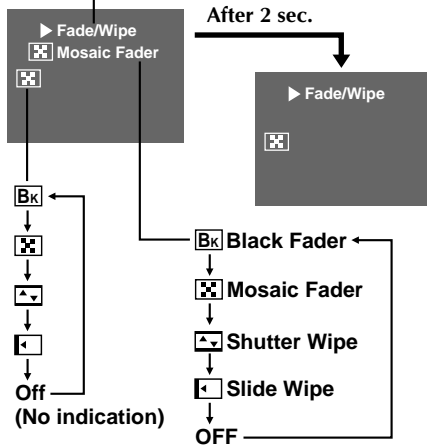 After 2 sec.
▶ Fade/Wipe
Mosaic Fader
▶ Fade/Wipe
BK
Off
(No indication)
BK Black Fader
Mosaic Fader
Shutter Wipe
Slide Wipe
OFF